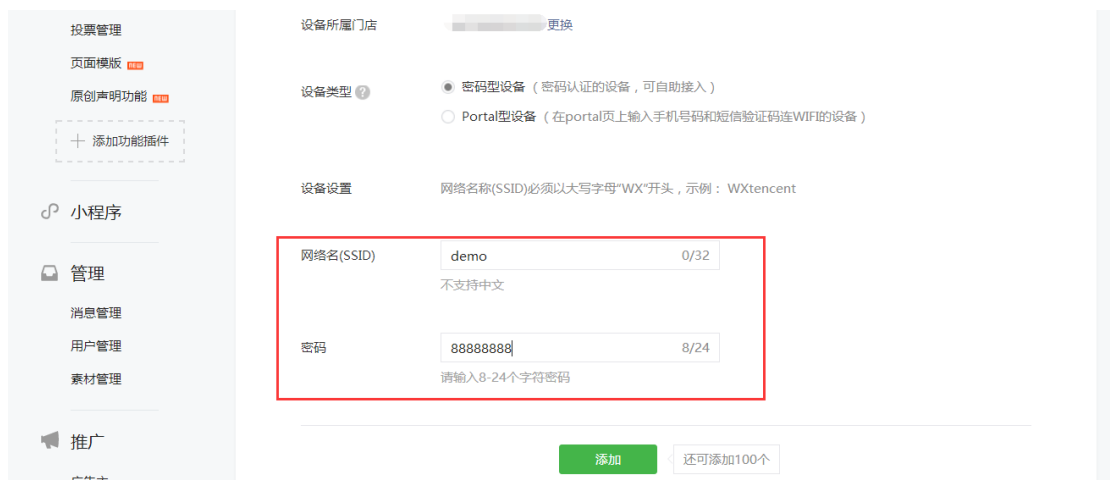 投票管理
页面模版 NEW
原创声明功能 NEW
添加功能插件
小程序
管理
消息管理
用户管理
素材管理
推广
设备所属门店 更换
设备类型 ? 密码型设备 ( 密码认证的设备 , 可自助接入 )
Portal型设备 ( 在portal页上输入手机号码和短信验证码连WIFI的设备 )
设备设置 网络名称(SSID)必须以大写字母“WX”开头 , 示例 : WXtencent
网络名(SSID) demo 0/32
不支持中文
密码 88888888 8/24
请输入8-24个字符密码
添加 还可添加100个